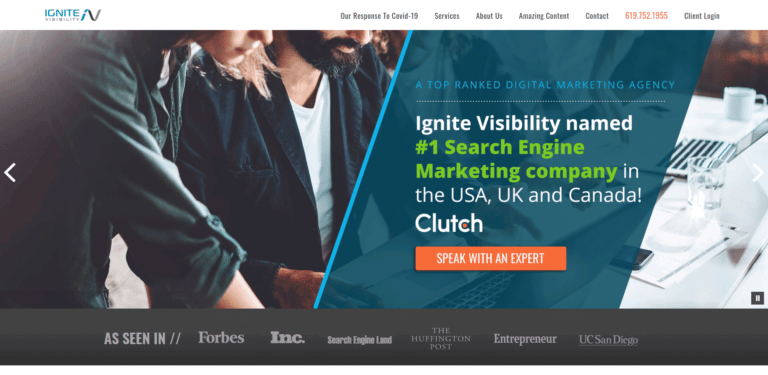 IGNITE
VISIBILITY
Our Response To Covid-19 Services About Us Amazing Content Contact 619.752.1955 Client Login
A TOP RANKED DIGITAL MARKETING AGENCY
Ignite Visibility named
#1 Search Engine
Marketing company in
the USA, UK and Canada!
Clutch
SPEAK WITH AN EXPERT
AS SEEN IN // Forbes Inc. Search Engine Land THE HUFFINGTON POST Entrepreneur UC San Diego